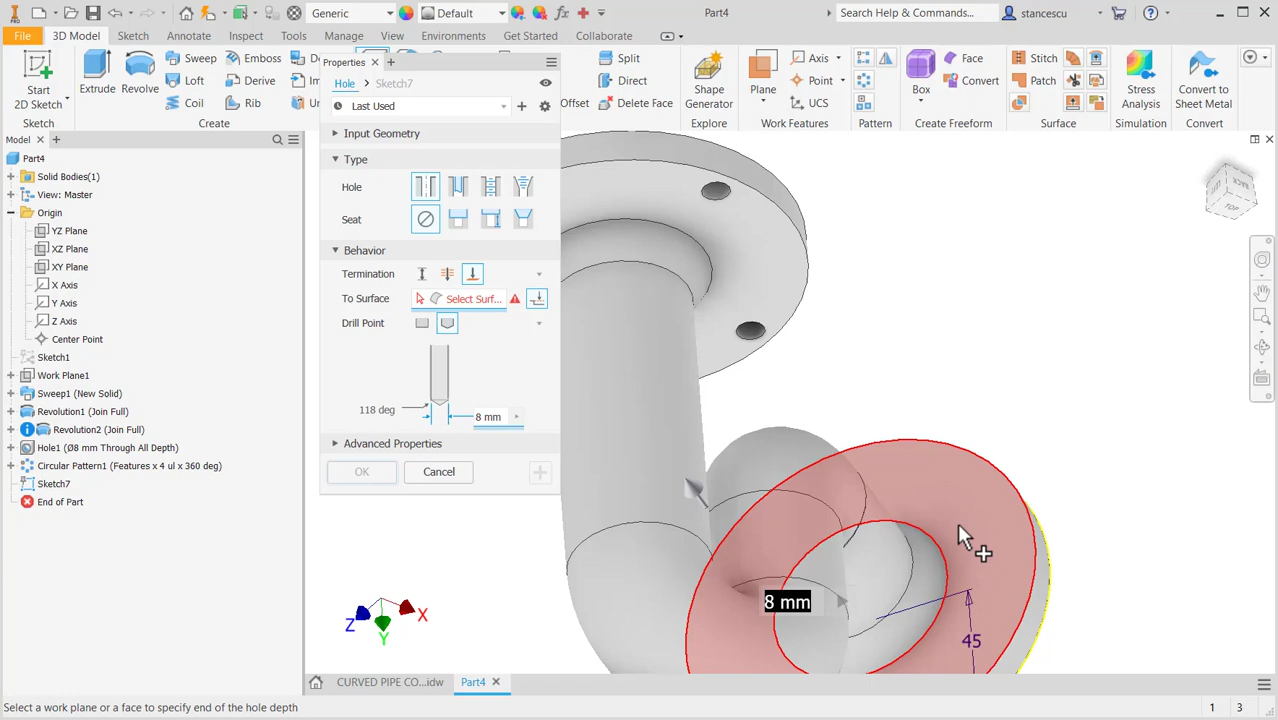 Generic
Default
Part4
Search Help & Commands...
stancescu
File
3D Model
Sketch
Annotate
Inspect
Tools
Manage
View
Environments
Get Started
Collaborate
Start
2D Sketch
Sketch
Extrude
Revolve
Sweep
Loft
Coil
Emboss
Derive
Rib
Create
Split
Direct
Offset
Delete Face
Shape
Generator
Explore
Plane
Axis
Point
UCS
Work Features
Pattern
Box
Face
Convert
Create Freeform
Stitch
Patch
Surface
Stress
Analysis
Simulation
Convert to
Sheet Metal
Convert
Model
Part4
Solid Bodies(1)
View: Master
Origin
YZ Plane
XZ Plane
XY Plane
X Axis
Y Axis
Z Axis
Center Point
Sketch1
Work Plane1
Sweep1 (New Solid)
Revolution1 (Join Full)
Revolution2 (Join Full)
Hole1 (Ø8 mm Through All Depth)
Circular Pattern1 (Features x 4 ul x 360 deg)
Sketch7
End of Part
Properties
Hole
Sketch7
Last Used
Input Geometry
Type
Hole
Seat
Behavior
Termination
To Surface
Select Surf...
Drill Point
118 deg
8 mm
Advanced Properties
OK
Cancel
8 mm
45
BACK
TOP
X
Y
Z
CURVED PIPE CO...idw
Part4
Select a work plane or a face to specify end of the hole depth
1
3